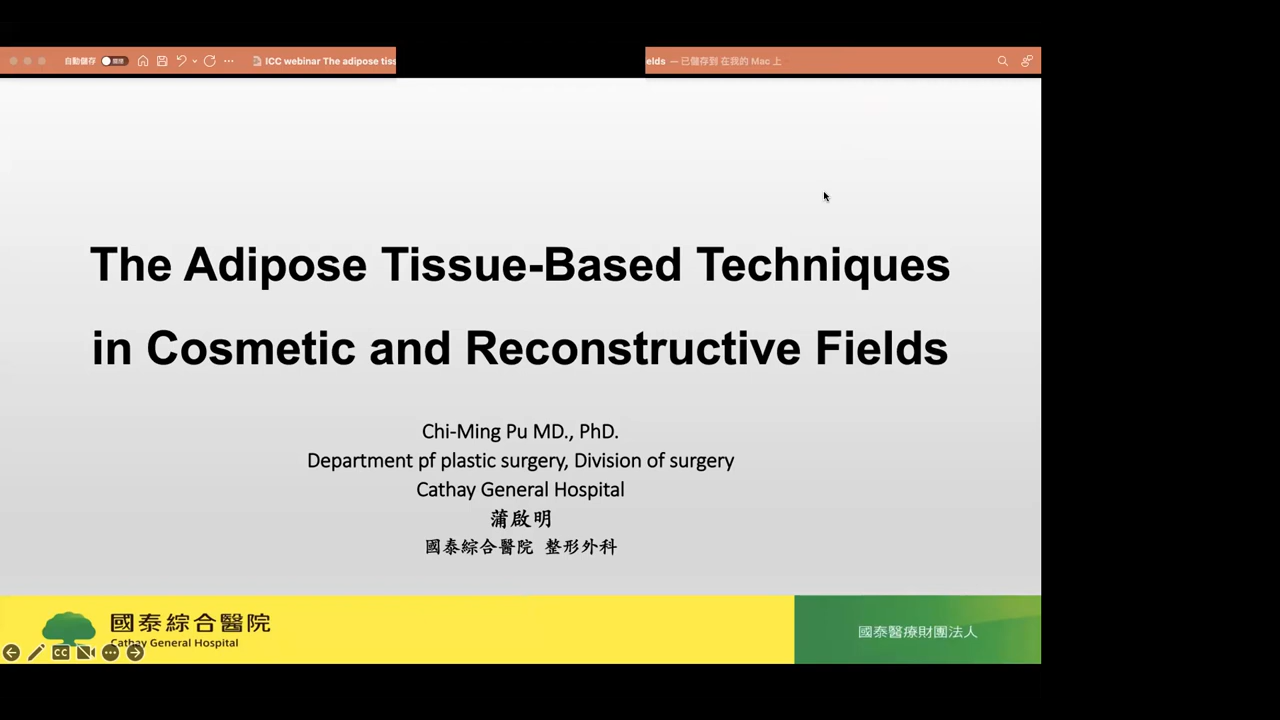 自動儲存
ICC webinar The adipose tiss
elds — 已儲存到 在我的 Mac 上
The Adipose Tissue-Based Techniques
in Cosmetic and Reconstructive Fields
Chi-Ming Pu MD., PhD.
Department pf plastic surgery, Division of surgery
Cathay General Hospital
蒲啟明
國泰綜合醫院 整形外科
國泰綜合醫院
Cathay General Hospital
國泰醫療財團法人
CC